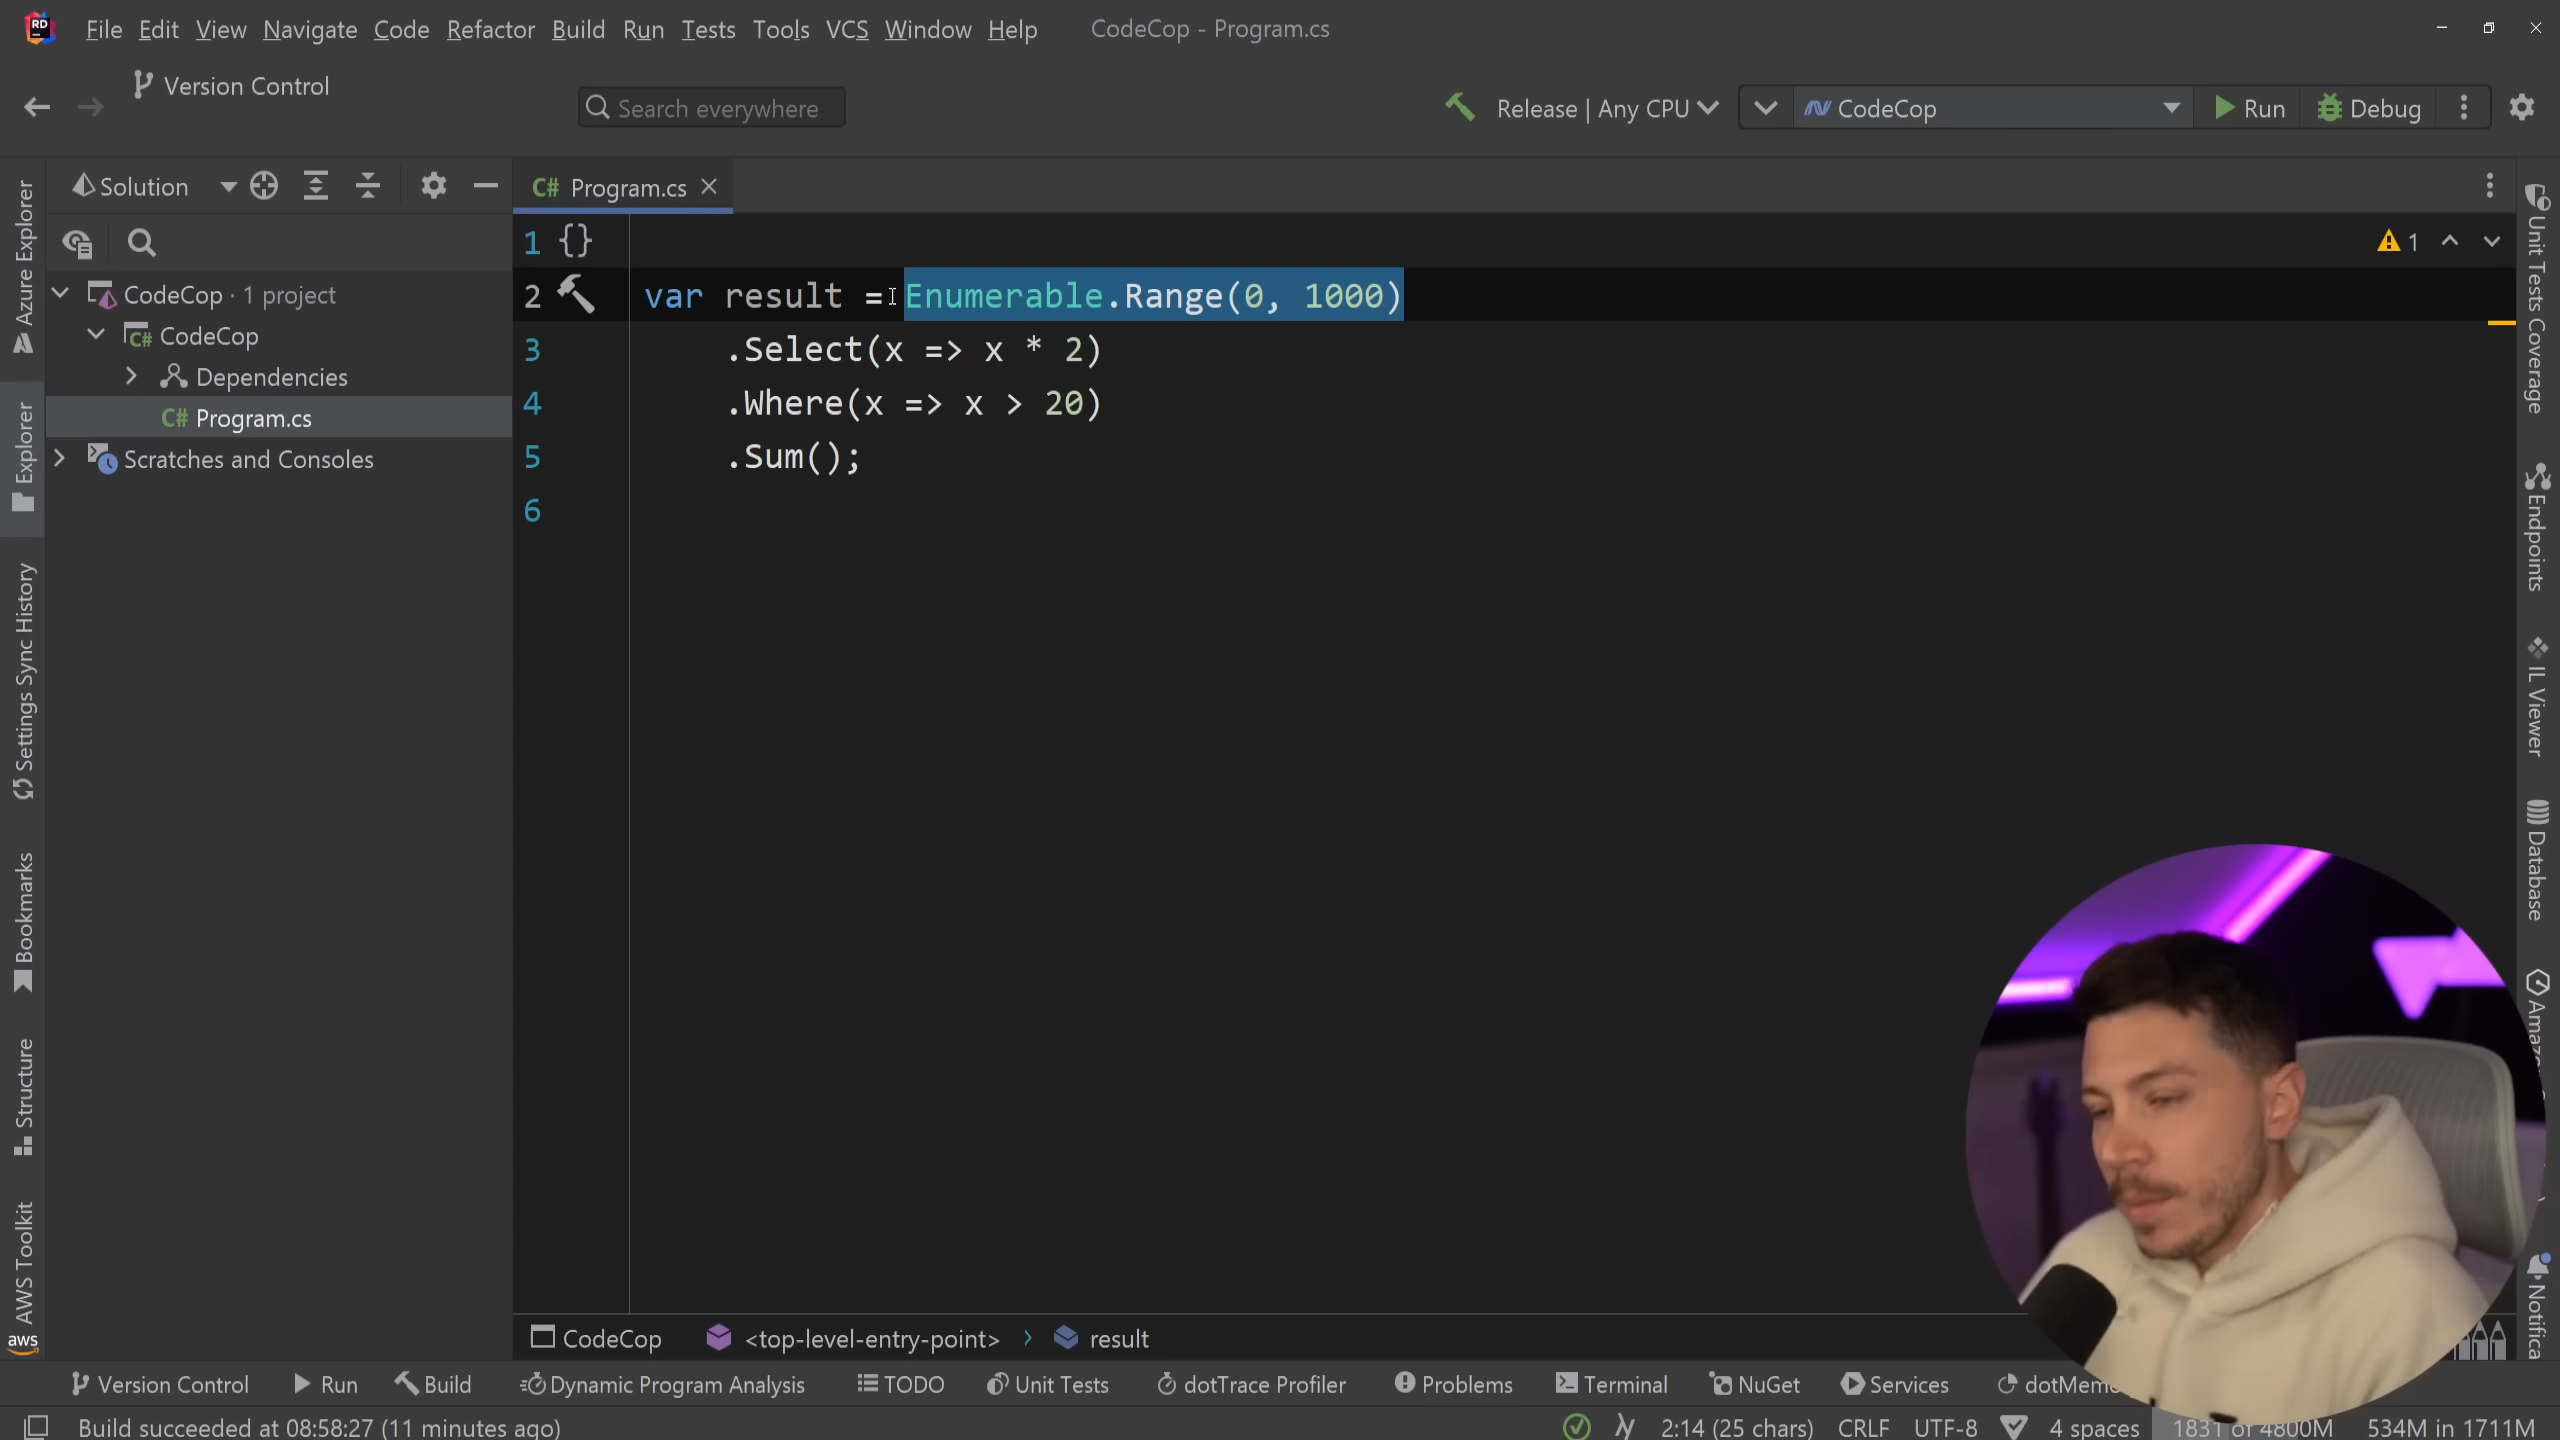 File Edit View Navigate Code Refactor Build Run Tests Tools VCS Window Help CodeCop - Program.cs
Version Control
Search everywhere
Release | Any CPU
CodeCop
Run
Debug
Solution
C# Program.cs
1 {}
1
2 var result = Enumerable.Range(0, 1000)
3 .Select(x => x * 2)
4 .Where(x => x > 20)
5 .Sum();
6
CodeCop · 1 project
C# CodeCop
Dependencies
C# Program.cs
Scratches and Consoles
Azure Explorer
Explorer
Settings Sync History
Bookmarks
Structure
AWS Toolkit
aws
Unit Tests Coverage
Endpoints
IL Viewer
Database
CodeCop <top-level-entry-point> result
Version Control Run Build Dynamic Program Analysis TODO Unit Tests dotTrace Profiler Problems Terminal NuGet Services
Build succeeded at 08:58:27 (11 minutes ago)
2:14 (25 chars) CRLF UTF-8 4 spaces 1831 of 4800M 534M in 1711M